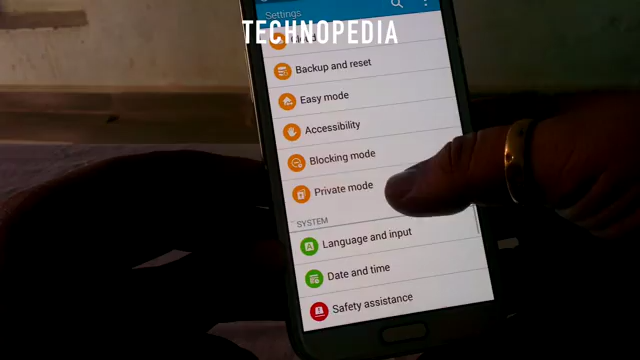 Settings
TECHNOPEDIA
Cloud
Backup and reset
Easy mode
Accessibility
Blocking mode
Private mode
SYSTEM
Language and input
Date and time
Safety assistance